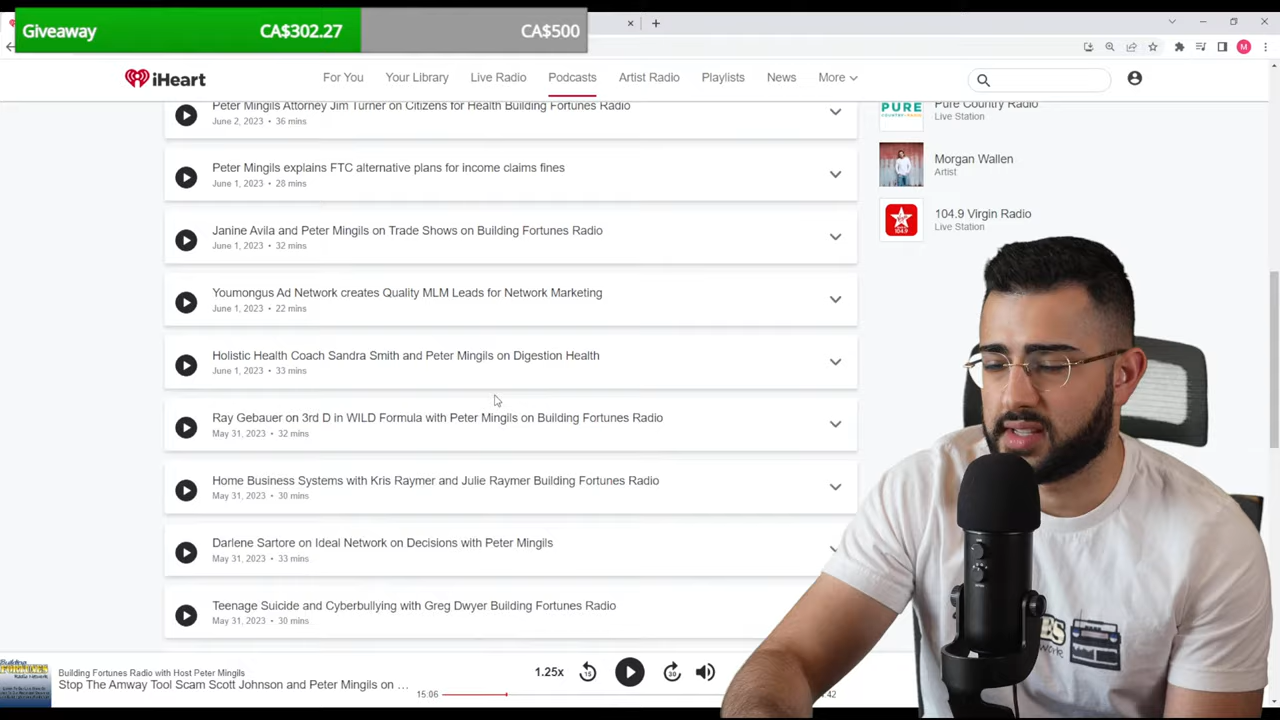 Giveaway CA$302.27 CA$500
iHeart For You Your Library Live Radio Podcasts Artist Radio Playlists News More
Peter Mingils Attorney Jim Turner on Citizens for Health Building Fortunes Radio
June 2, 2023 • 36 mins
Peter Mingils explains FTC alternative plans for income claims fines
June 1, 2023 • 28 mins
Janine Avila and Peter Mingils on Trade Shows on Building Fortunes Radio
June 1, 2023 • 32 mins
Youmongus Ad Network creates Quality MLM Leads for Network Marketing
June 1, 2023 • 22 mins
Holistic Health Coach Sandra Smith and Peter Mingils on Digestion Health
June 1, 2023 • 33 mins
Ray Gebauer on 3rd D in WILD Formula with Peter Mingils on Building Fortunes Radio
May 31, 2023 • 32 mins
Home Business Systems with Kris Raymer and Julie Raymer Building Fortunes Radio
May 31, 2023 • 30 mins
Darlene Sartore on Ideal Network on Decisions with Peter Mingils
May 31, 2023 • 33 mins
Teenage Suicide and Cyberbullying with Greg Dwyer Building Fortunes Radio
May 31, 2023 • 30 mins
PURE
COUNTRY
Pure Country Radio
Live Station
Morgan Wallen
Artist
104.9
104.9 Virgin Radio
Live Station
Building Fortunes
Building Fortunes Radio with Host Peter Mingils
Stop The Amway Tool Scam Scott Johnson and Peter Mingils on ...
1.25x 15 30
15:06 :42
M